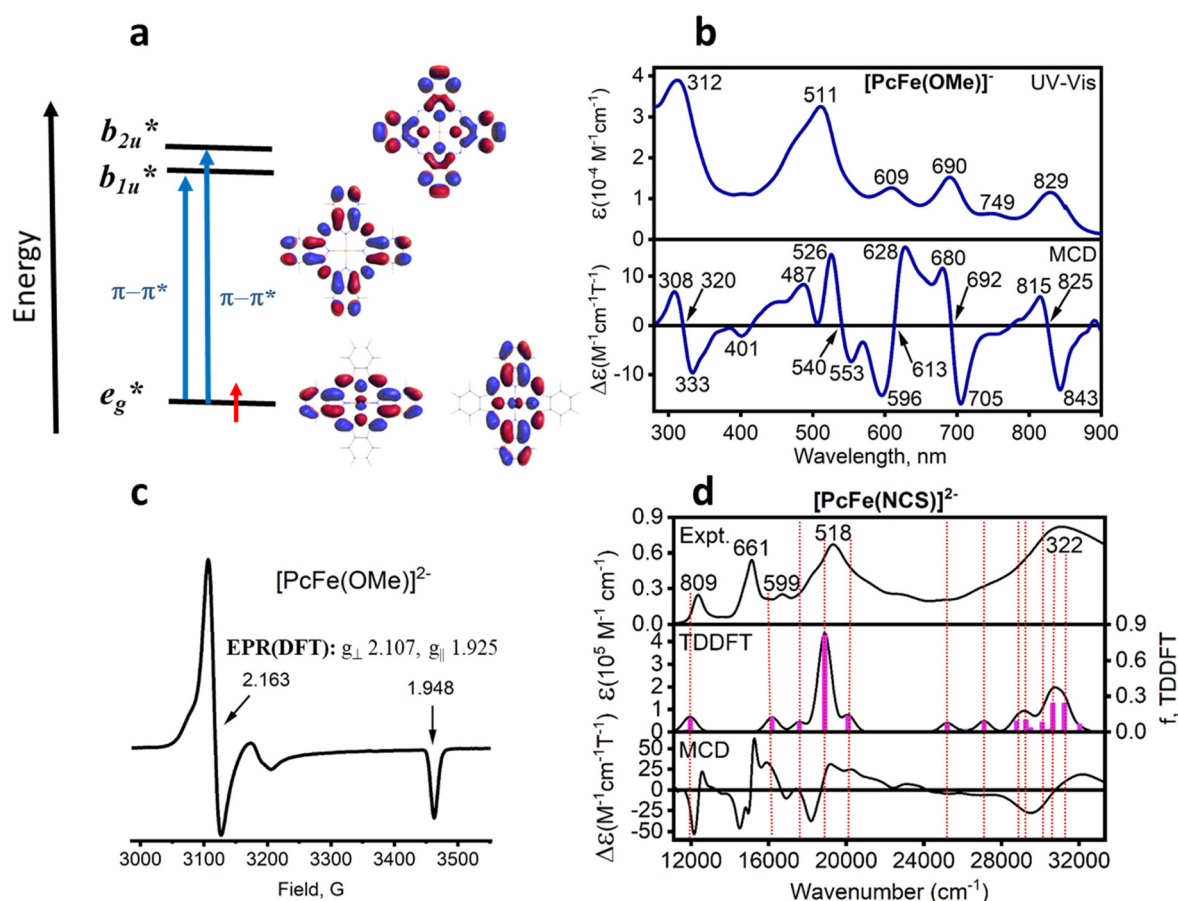 a
Energy
b2u*
b1u*
π–π*
π–π*
eg*
b
[PcFe(OMe)]-
UV-Vis
ε(10-4 M-1cm-1)
4
3
2
1
0
312
511
609
690
749
829
MCD
Δε(M-1cm-1T-1)
10
0
-10
308
320
333
401
487
526
540
553
596
628
613
680
692
705
815
825
843
300 400 500 600 700 800 900
Wavelength, nm
c
[PcFe(OMe)]2-
EPR(DFT): g⊥ 2.107, g∥ 1.925
2.163
1.948
3000 3100 3200 3300 3400 3500
Field, G
d
[PcFe(NCS)]2-
Expt.
ε(105 M-1 cm-1)
0.9
0.6
0.3
0.0
809
661
599
518
322
TDDFT
4
3
2
1
0
0.9
0.6
0.3
0.0
f, TDDFT
MCD
Δε(M-1cm-1T-1)
50
25
0
-25
-50
12000 16000 20000 24000 28000 32000
Wavenumber (cm-1)